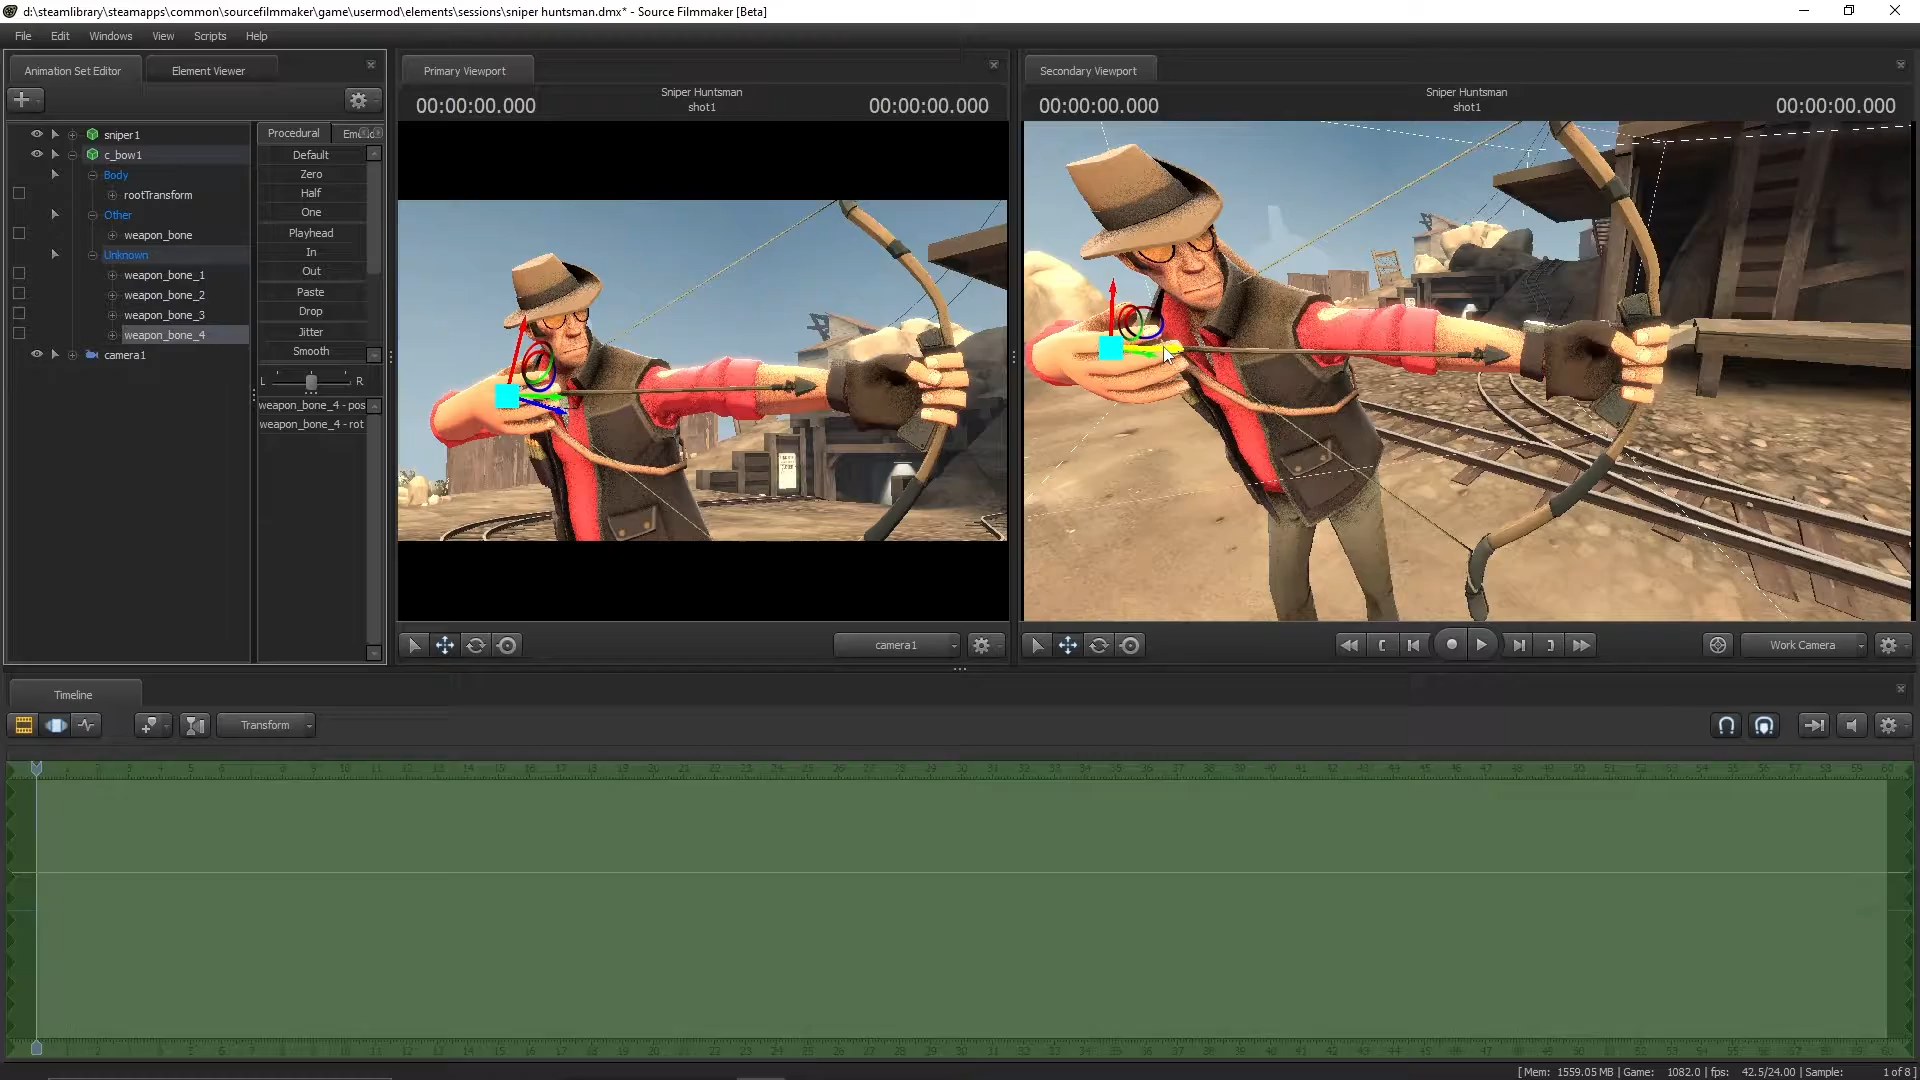 d:\steamlibrary\steamapps\common\sourcefilmmaker\game\usermod\elements\sessions\sniper huntsman.dmx* - Source Filmmaker [Beta]
File Edit Windows View Scripts Help
Animation Set Editor
Element Viewer
sniper1
c_bow1
Body
rootTransform
Other
weapon_bone
Unknown
weapon_bone_1
weapon_bone_2
weapon_bone_3
weapon_bone_4
camera1
Procedural
Default
Zero
Half
One
Playhead
In
Out
Paste
Drop
Jitter
Smooth
L R
weapon_bone_4 - pos
weapon_bone_4 - rot
Primary Viewport
00:00:00.000
Sniper Huntsman
shot1
00:00:00.000
camera1
Secondary Viewport
00:00:00.000
Sniper Huntsman
shot1
00:00:00.000
Work Camera
Timeline
Transform
[ Mem: 1559.05 MB | Game: 1082.0 | fps: 42.5/24.00 | Sample: 1 of 8 ]